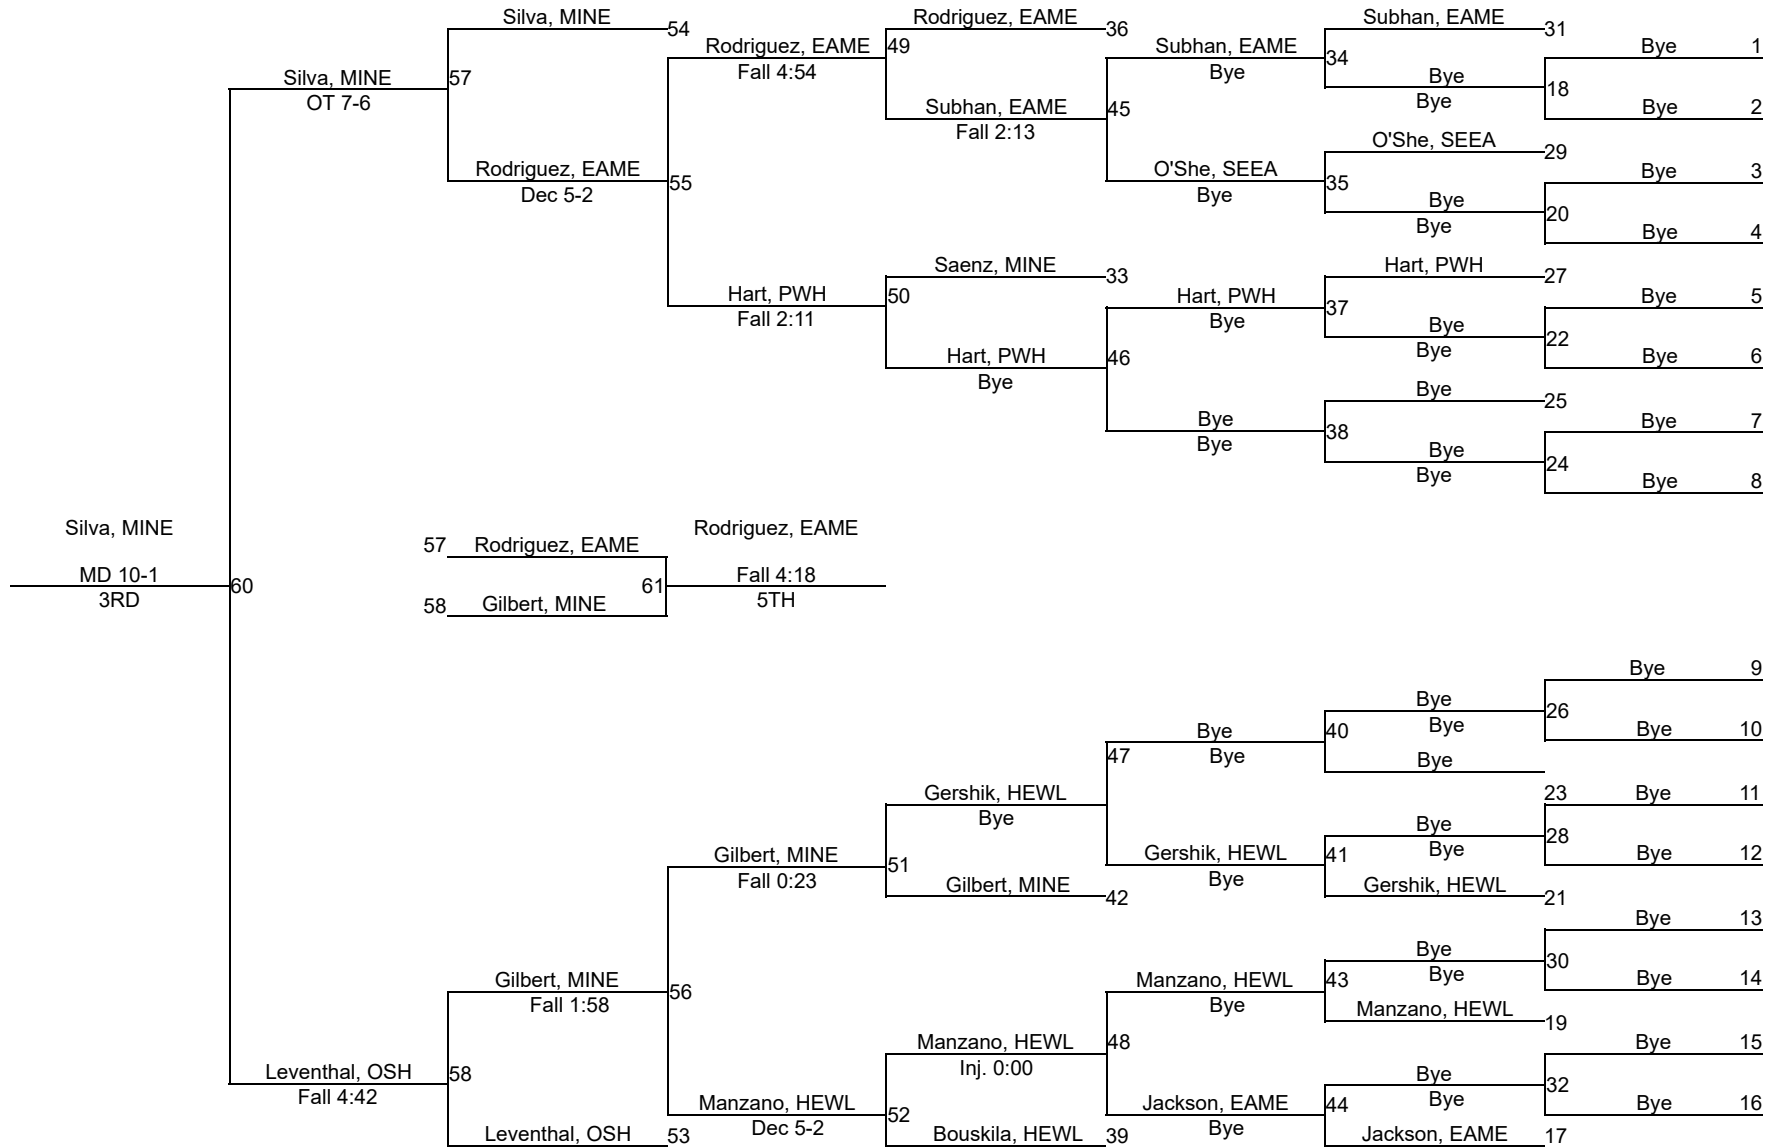 Silva, MINE
54
Silva, MINE
OT 7-6
57
Rodriguez, EAME
Dec 5-2
55
Rodriguez, EAME
Fall 4:54
49
Rodriguez, EAME
36
Subhan, EAME
Fall 2:13
45
Subhan, EAME
Bye
34
Subhan, EAME
31
Bye
Bye
18
Bye 1
Bye 2
O'She, SEEA
Bye
35
O'She, SEEA
29
Bye
Bye
20
Bye 3
Bye 4
Hart, PWH
Fall 2:11
50
Saenz, MINE
33
Hart, PWH
Bye
46
Hart, PWH
Bye
37
Hart, PWH
27
Bye
Bye
22
Bye 5
Bye 6
Bye
Bye
38
Bye
25
Bye
Bye
24
Bye 7
Bye 8
Silva, MINE
MD 10-1
3RD
60
57 Rodriguez, EAME
58 Gilbert, MINE
61
Rodriguez, EAME
Fall 4:18
5TH
Bye 9
Bye 10
Bye
Bye
26
Bye
Bye
40
Bye
23
47
Gershik, HEWL
Bye
Bye 11
Bye 12
Bye
Bye
28
Gershik, HEWL
Bye
41
Gershik, HEWL
21
Gilbert, MINE
Fall 0:23
51
Gilbert, MINE
42
Gilbert, MINE
Fall 1:58
56
Bye 13
Bye 14
Bye
Bye
30
Manzano, HEWL
Bye
43
Manzano, HEWL
19
Manzano, HEWL
Inj. 0:00
48
Bye 15
Bye 16
Bye
Bye
32
Jackson, EAME
Bye
44
Jackson, EAME
17
Manzano, HEWL
Dec 5-2
52
Bouskila, HEWL
39
Leventhal, OSH
Fall 4:42
58
Leventhal, OSH
53